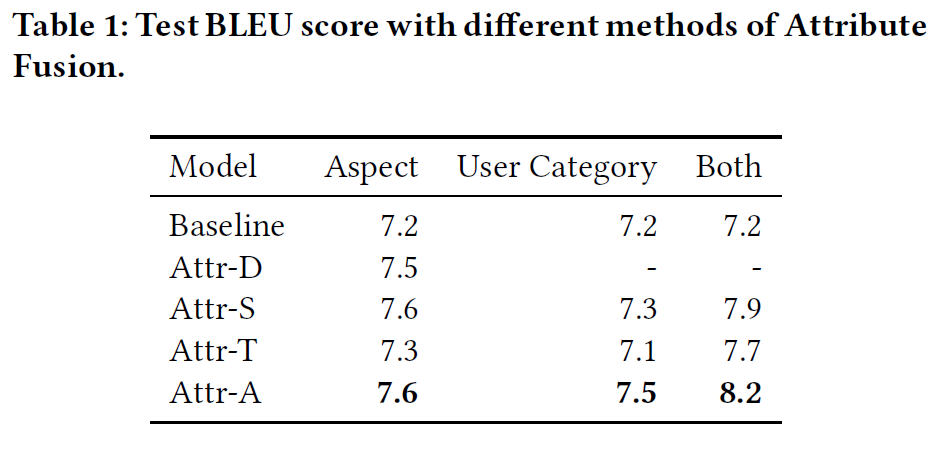 Table 1: Test BLEU score with different methods of Attribute
Fusion.
Model Aspect User Category Both
Baseline 7.2 7.2 7.2
Attr-D 7.5 - -
Attr-S 7.6 7.3 7.9
Attr-T 7.3 7.1 7.7
Attr-A 7.6 7.5 8.2